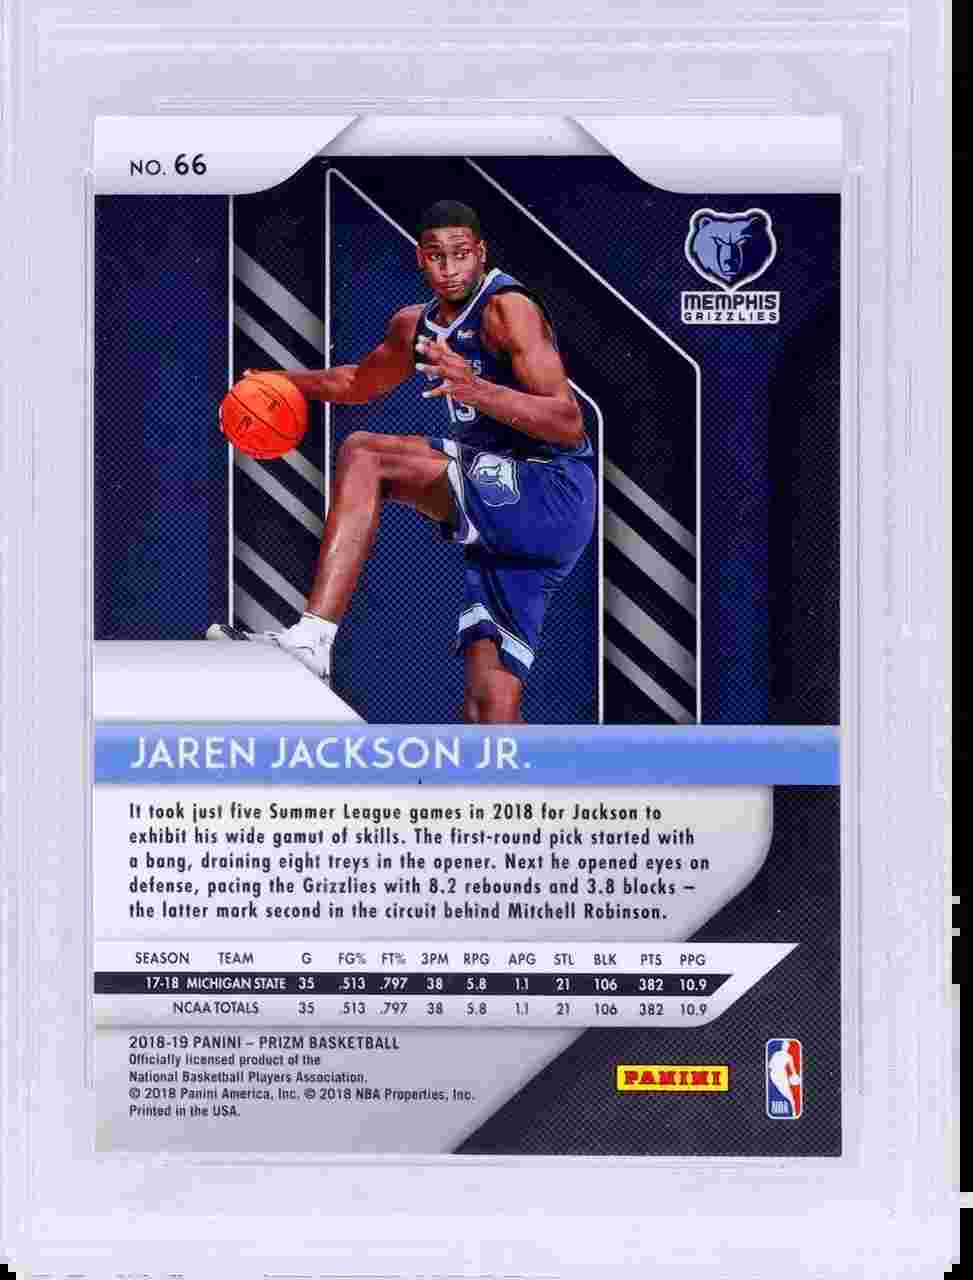 NO. 66
MEMPHIS
GRIZZLIES
13
JAREN JACKSON JR.
It took just five Summer League games in 2018 for Jackson to
exhibit his wide gamut of skills. The first-round pick started with
a bang, draining eight treys in the opener. Next he opened eyes on
defense, pacing the Grizzlies with 8.2 rebounds and 3.8 blocks –
the latter mark second in the circuit behind Mitchell Robinson.
SEASON TEAM G FG% FT% 3PM RPG APG STL BLK PTS PPG
17-18 MICHIGAN STATE 35 .513 .797 38 5.8 1.1 21 106 382 10.9
NCAA TOTALS 35 .513 .797 38 5.8 1.1 21 106 382 10.9
2018-19 PANINI – PRIZM BASKETBALL
Officially licensed product of the
National Basketball Players Association.
© 2018 Panini America, Inc. © 2018 NBA Properties, Inc.
Printed in the USA.
PANINI
NBA